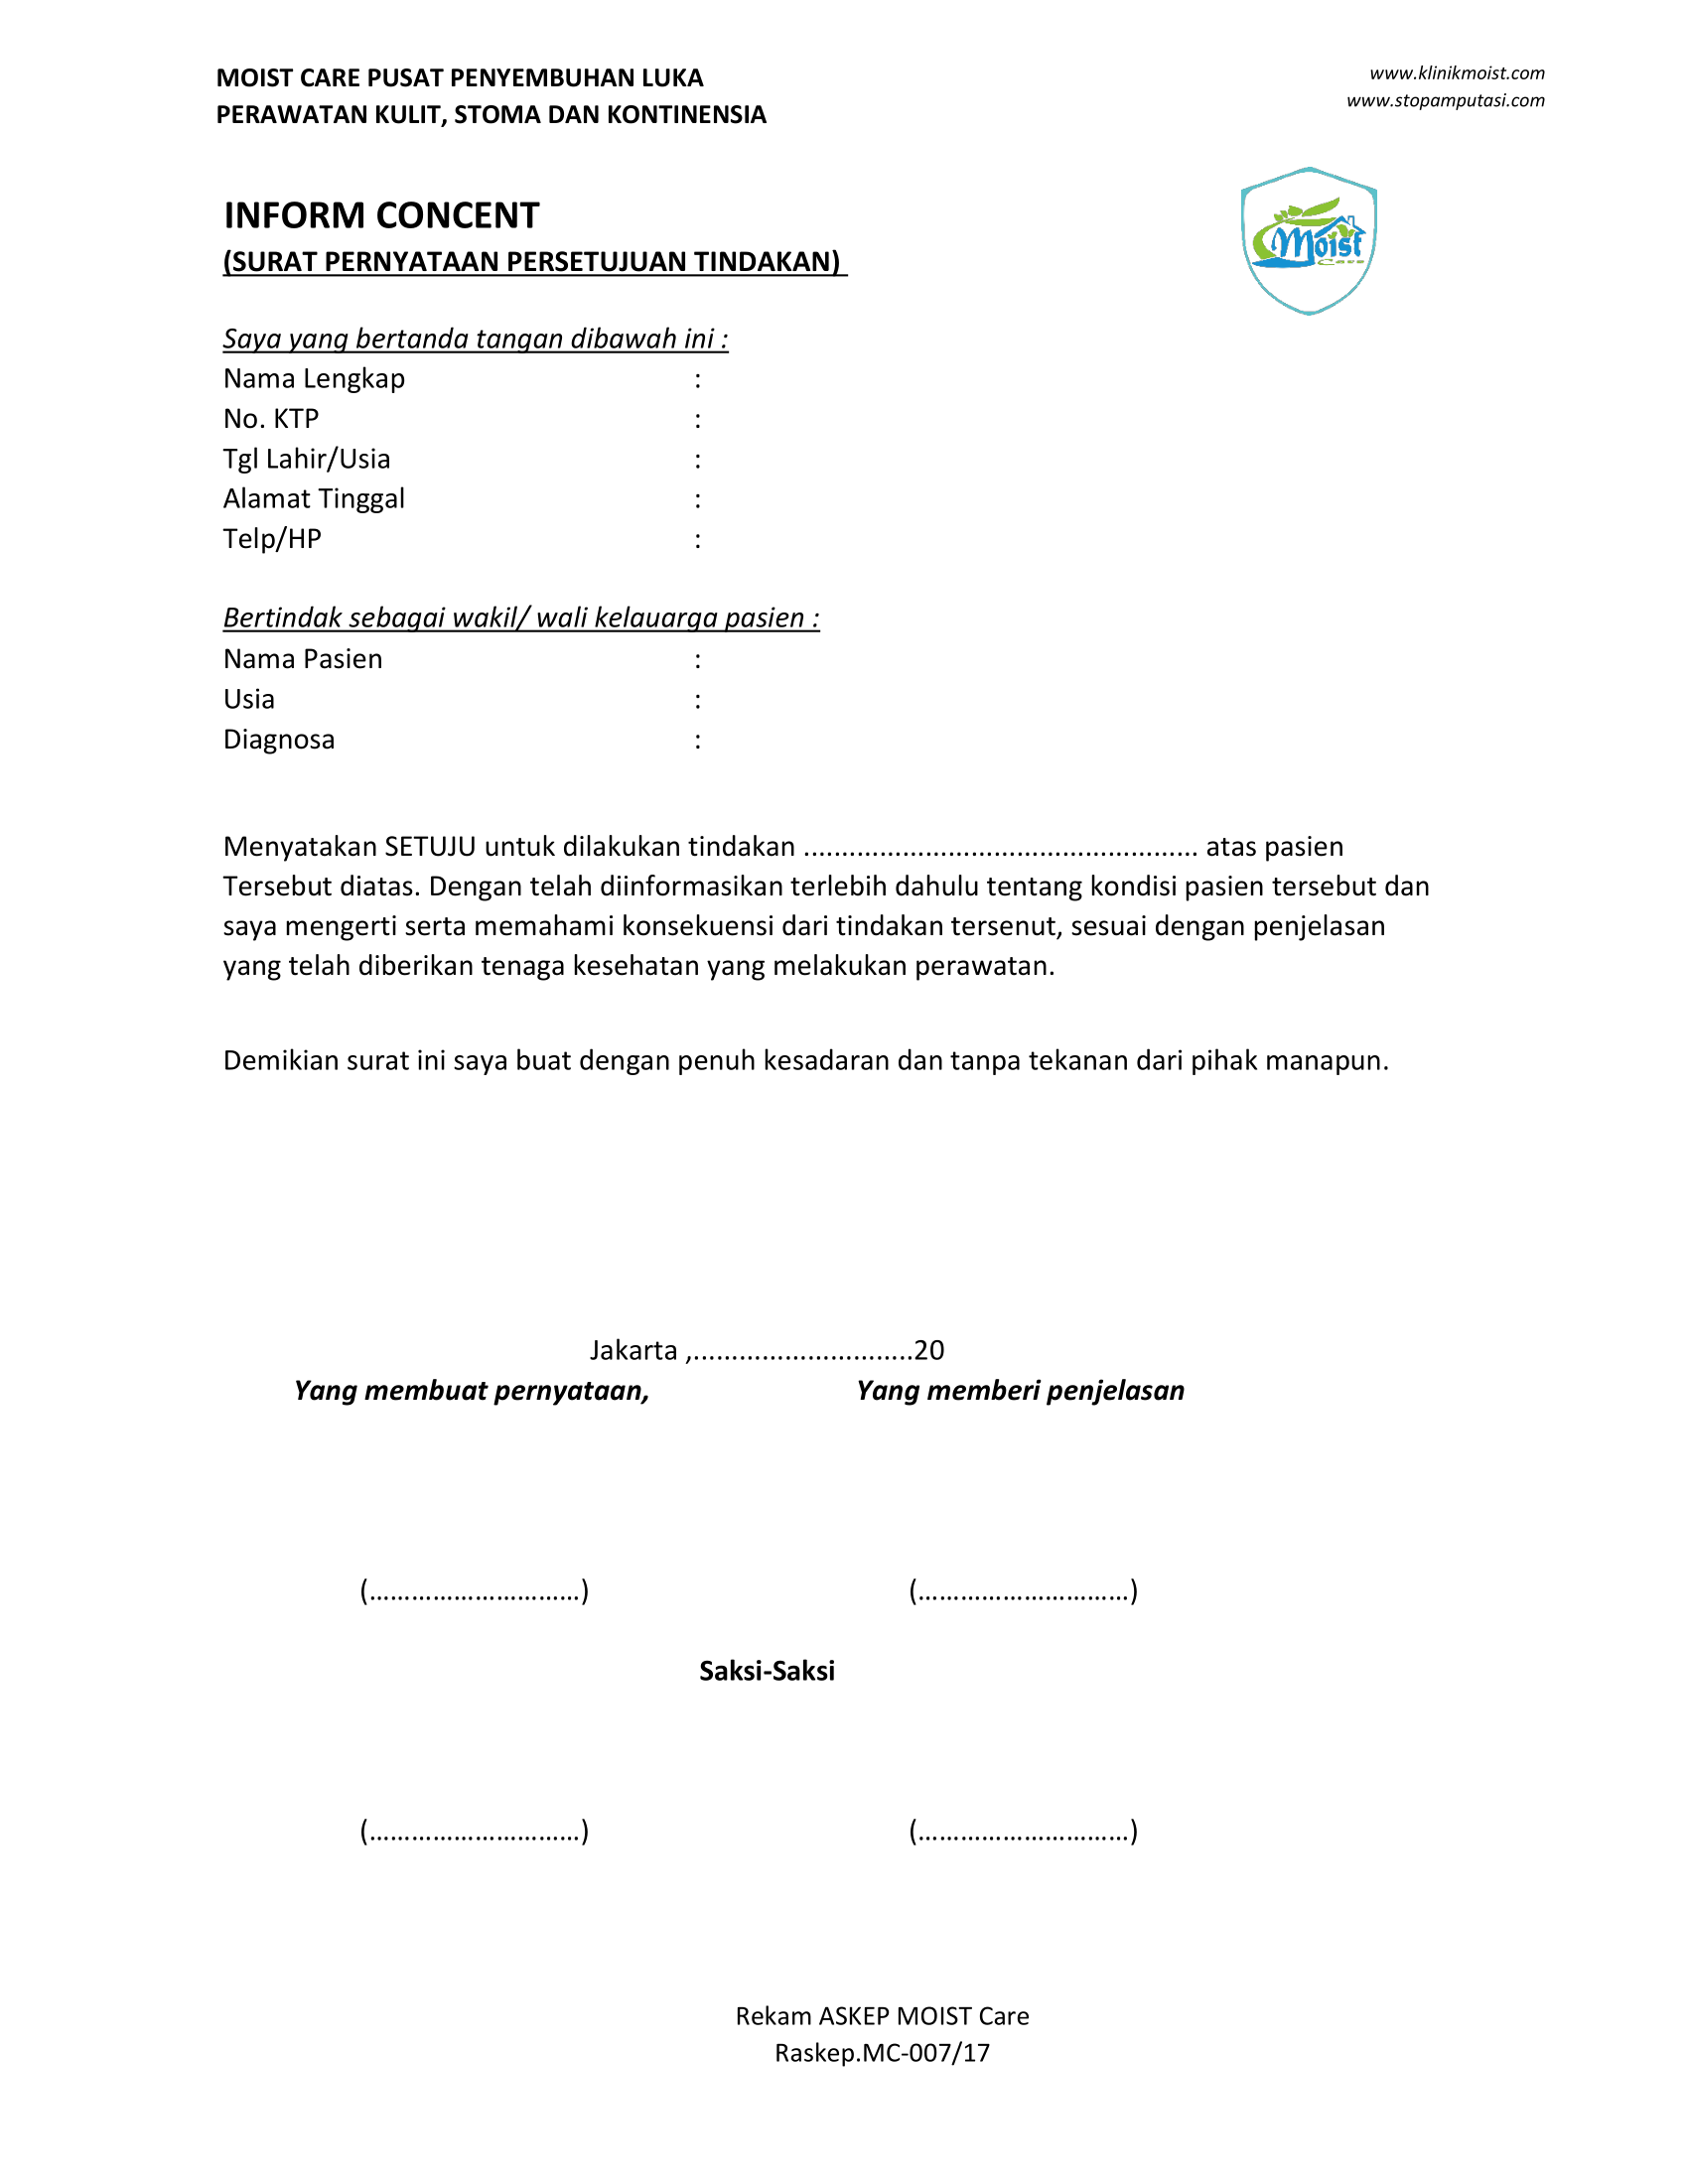 MOIST CARE PUSAT PENYEMBUHAN LUKA
PERAWATAN KULIT, STOMA DAN KONTINENSIA
www.klinikmoist.com
www.stopamputasi.com
INFORM CONCENT
(SURAT PERNYATAAN PERSETUJUAN TINDAKAN)
Moist
Care
Saya yang bertanda tangan dibawah ini :
Nama Lengkap :
No. KTP :
Tgl Lahir/Usia :
Alamat Tinggal :
Telp/HP :
Bertindak sebagai wakil/ wali kelauarga pasien :
Nama Pasien :
Usia :
Diagnosa :
Menyatakan SETUJU untuk dilakukan tindakan ................................................... atas pasien
Tersebut diatas. Dengan telah diinformasikan terlebih dahulu tentang kondisi pasien tersebut dan
saya mengerti serta memahami konsekuensi dari tindakan tersenut, sesuai dengan penjelasan
yang telah diberikan tenaga kesehatan yang melakukan perawatan.
Demikian surat ini saya buat dengan penuh kesadaran dan tanpa tekanan dari pihak manapun.
Jakarta ,.............................20
Yang membuat pernyataan, Yang memberi penjelasan
(..............................) (..............................)
Saksi-Saksi
(..............................) (..............................)
Rekam ASKEP MOIST Care
Raskep.MC-007/17